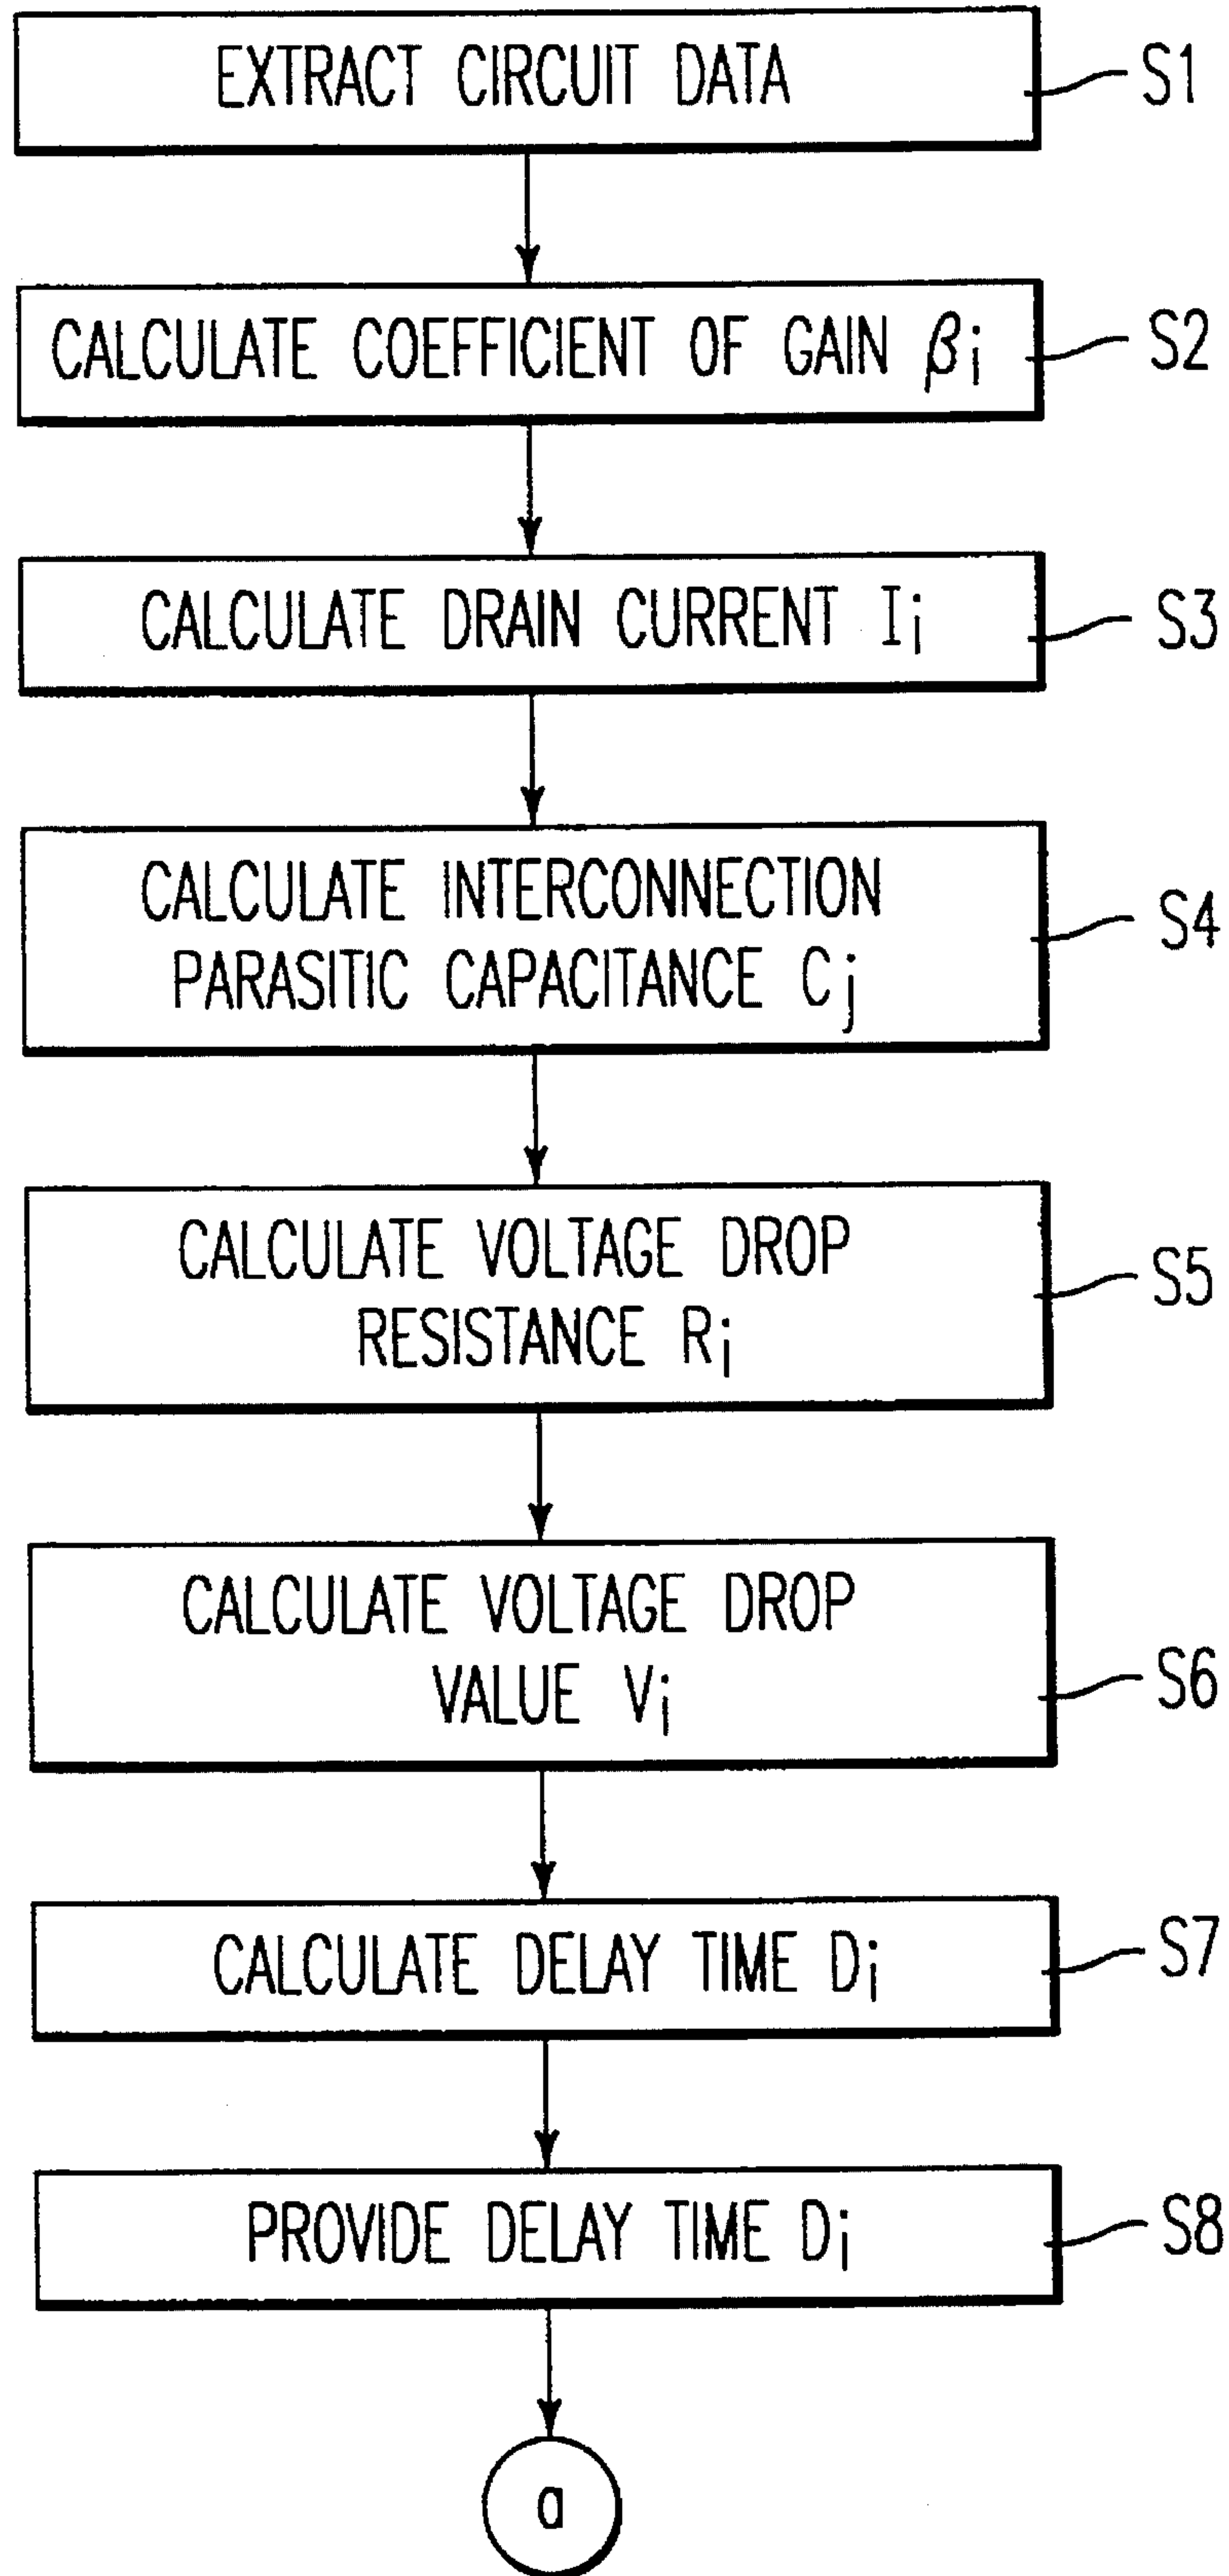 EXTRACT CIRCUIT DATA
S1
CALCULATE COEFFICIENT OF GAIN βi
S2
CALCULATE DRAIN CURRENT Ii
S3
CALCULATE INTERCONNECTION
PARASITIC CAPACITANCE Cj
S4
CALCULATE VOLTAGE DROP
RESISTANCE Ri
S5
CALCULATE VOLTAGE DROP
VALUE Vi
S6
CALCULATE DELAY TIME Di
S7
PROVIDE DELAY TIME Di
S8
a